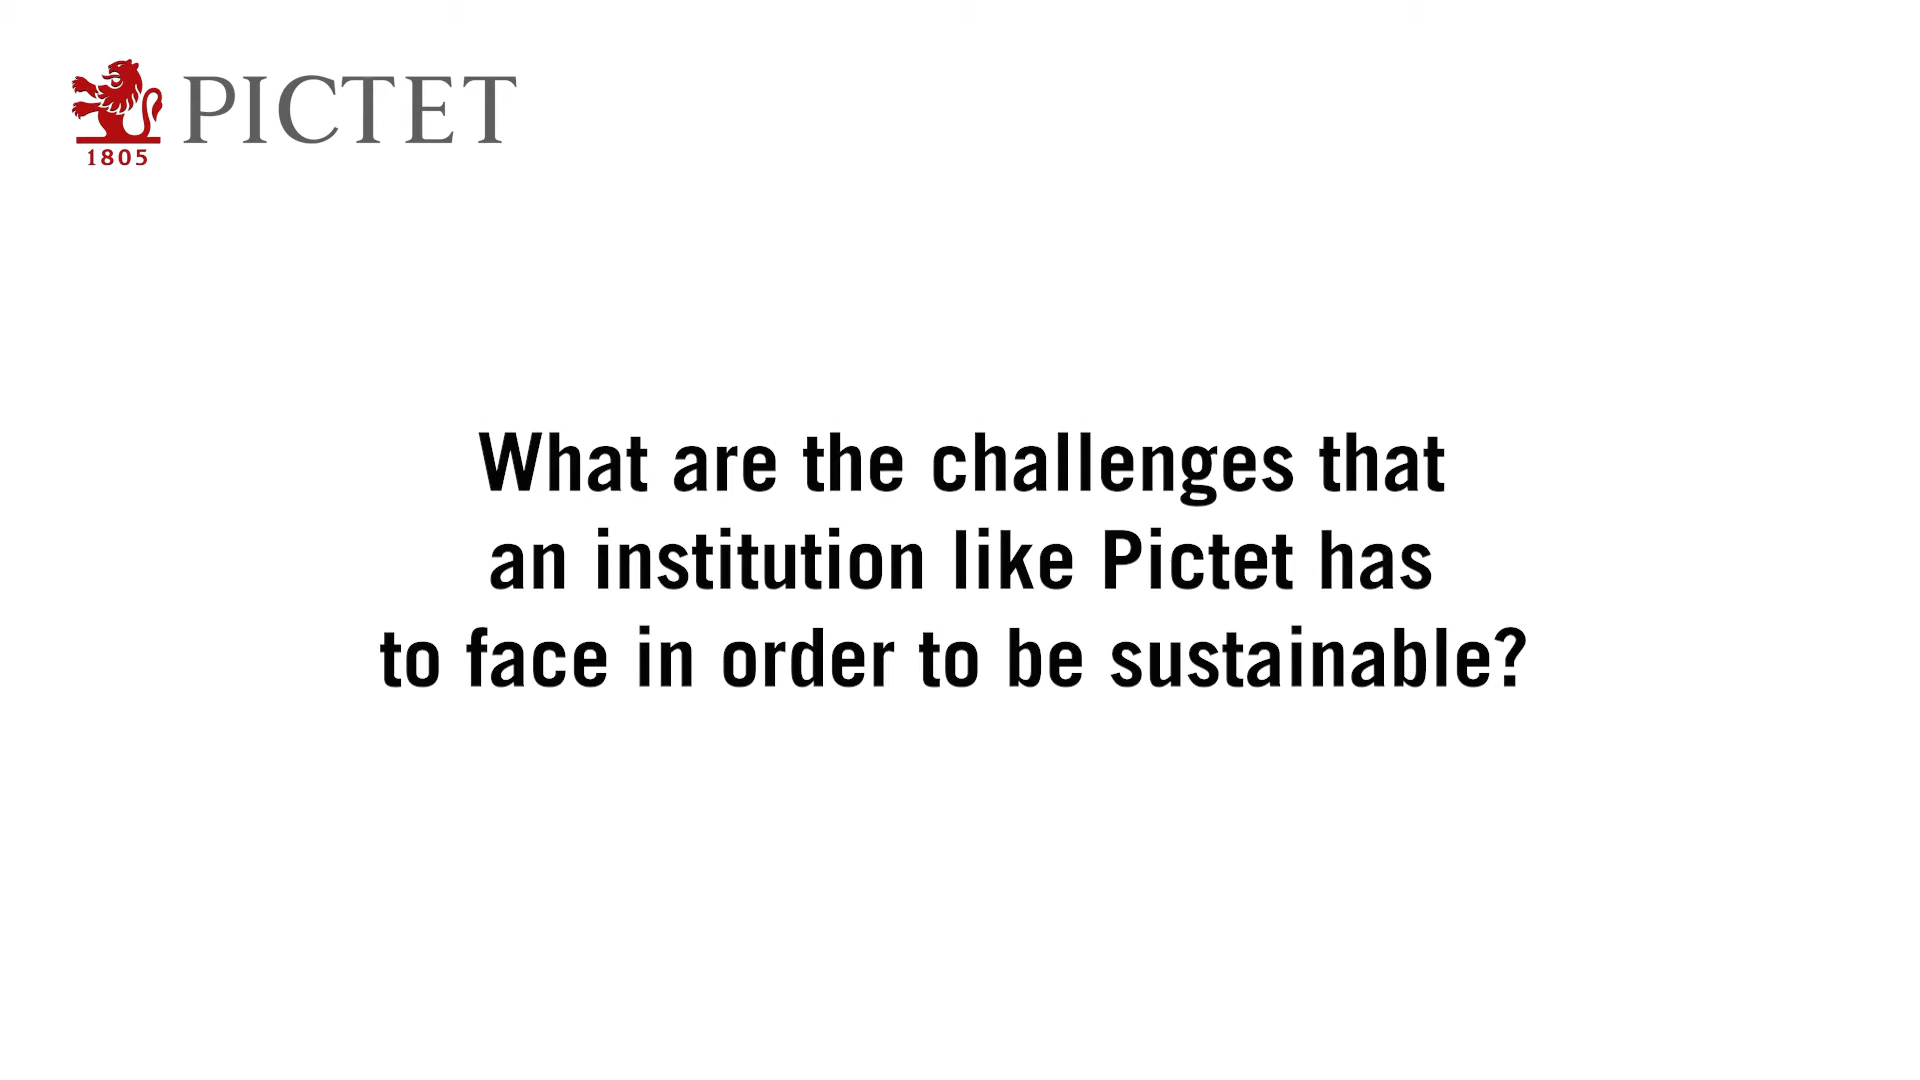 PICTET
1805
What are the challenges that
an institution like Pictet has
to face in order to be sustainable?